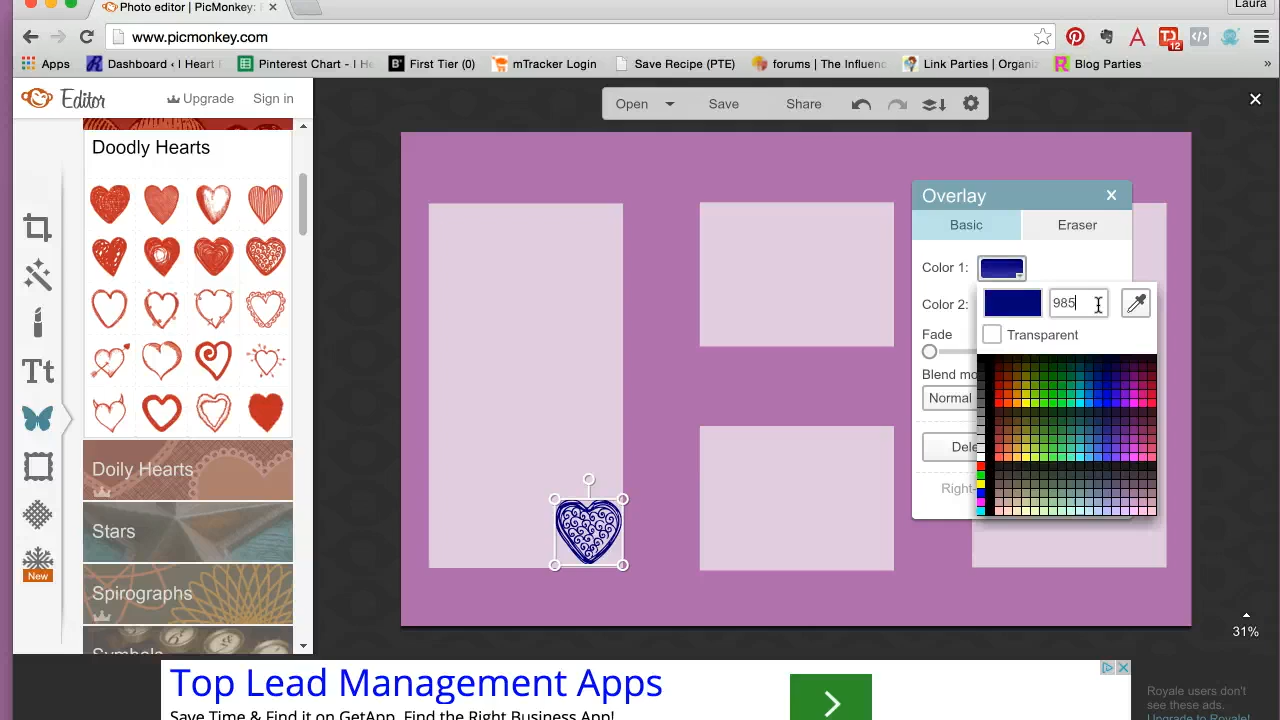 Photo editor | PicMonkey:
Laura
www.picmonkey.com
12
Apps Dashboard ‹ I Heart Pinterest Chart - I He First Tier (0) mTracker Login Save Recipe (PTE) forums | The Influenc Link Parties | Organiz Blog Parties »
Editor Upgrade Sign in
Open Save Share
Doodly Hearts
Overlay
Basic Eraser
Color 1:
Color 2: 985
Fade Transparent
Blend mo
Normal
Dele
Right-
Tt
Doily Hearts
Stars
Spirographs
Symbols
New
31%
Top Lead Management Apps
Save Time & Find it on GetApp. Find the Right Business App!
Royale users don't
see these ads.
Upgrade to Royale!